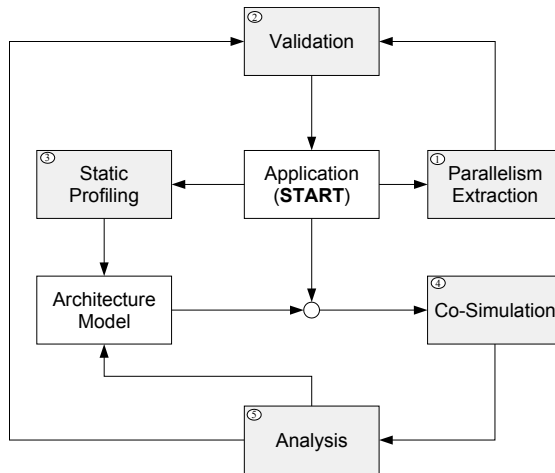 ②
Validation
③
Static
Profiling
Application
(START)
①
Parallelism
Extraction
Architecture
Model
④
Co-Simulation
⑤
Analysis